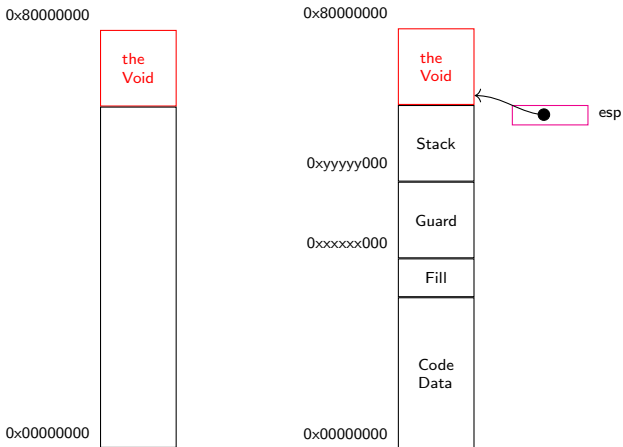 0x80000000
the
Void
0x00000000
0x80000000
the
Void
esp
Stack
0xyyyyy000
Guard
0xxxxxx000
Fill
Code
Data
0x00000000